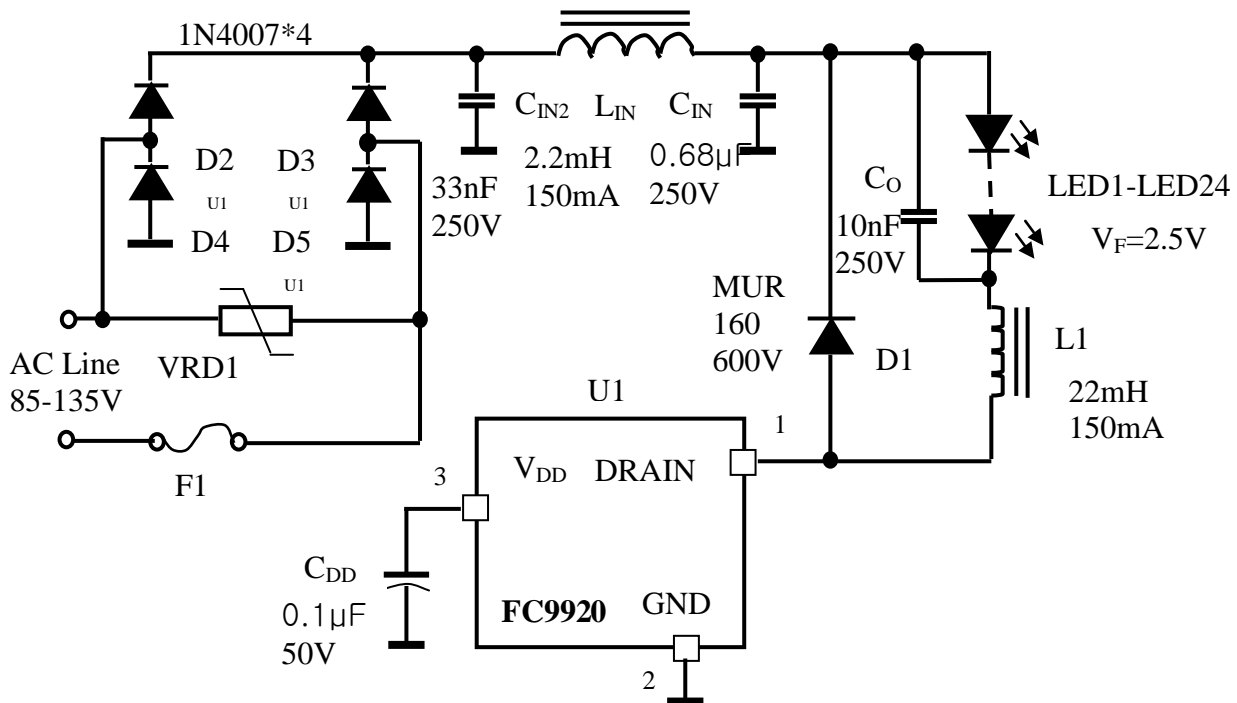 1N4007*4
C_IN2
L_IN
C_IN
33nF
250V
2.2mH
150mA
0.68μF
250V
D2
U1
D4
D3
U1
D5
U1
C_O
10nF
250V
LED1-LED24
V_F=2.5V
MUR
160
600V
D1
L1
22mH
150mA
AC Line
85-135V
VRD1
F1
U1
1
V_DD
DRAIN
3
C_DD
0.1μF
50V
FC9920
GND
2